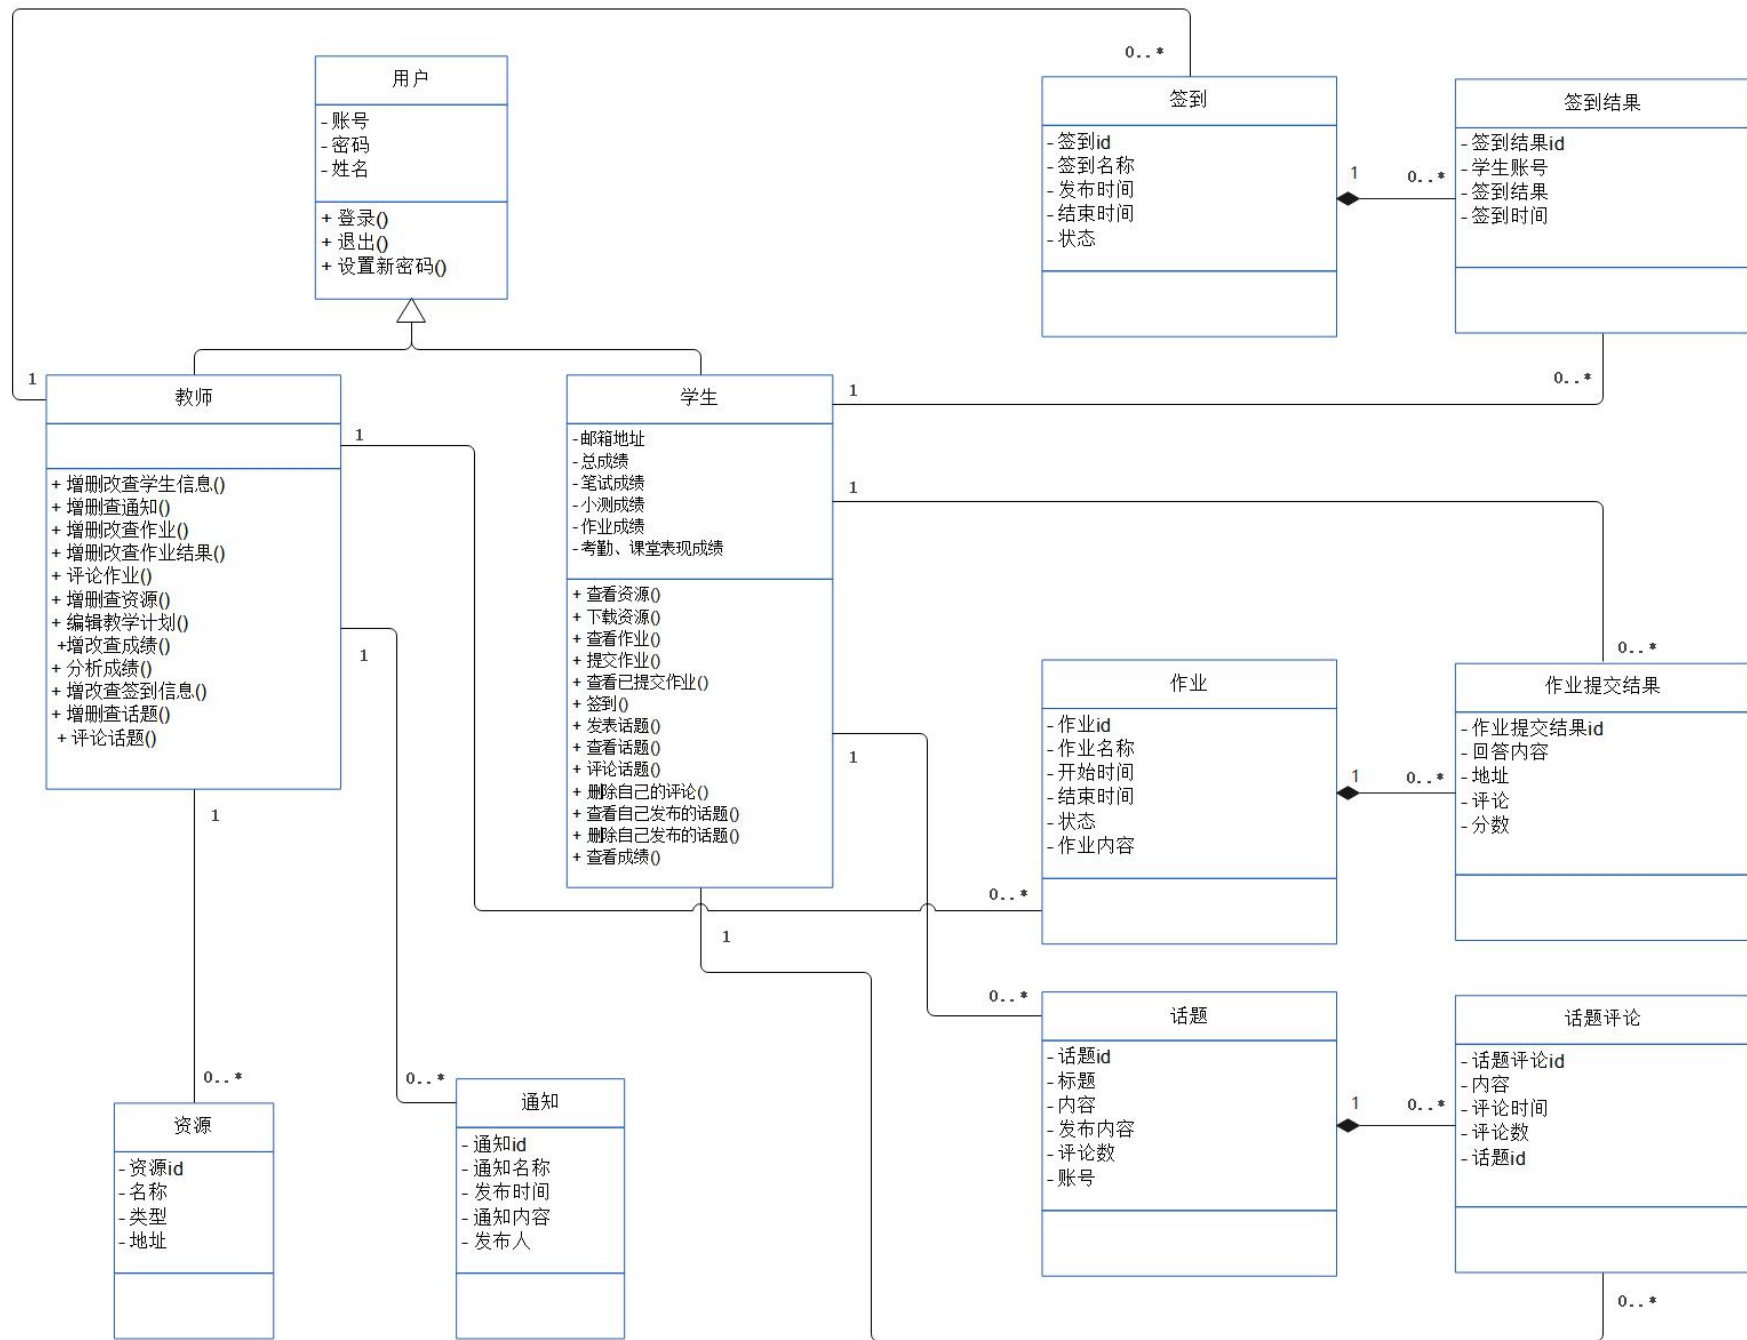 用户
- 账号
- 密码
- 姓名
+ 登录()
+ 退出()
+ 设置新密码()
0..*
签到
- 签到id
- 签到名称
- 发布时间
- 结束时间
- 状态
1
0..*
签到结果
- 签到结果id
- 学生账号
- 签到结果
- 签到时间
0..*
1
教师
1
+ 增删改查学生信息()
+ 增删查通知()
+ 增删改查作业()
+ 增删改查作业结果()
+ 评论作业()
+ 增删查资源()
+ 编辑教学计划()
+增改查成绩()
+ 分析成绩()
+ 增改查签到信息()
+ 增删查话题()
+ 评论话题()
1
1
学生
1
- 邮箱地址
- 总成绩
- 笔试成绩
- 小测成绩
- 作业成绩
- 考勤、课堂表现成绩
1
+ 查看资源()
+ 下载资源()
+ 查看作业()
+ 提交作业()
+ 查看已提交作业()
+ 签到()
+ 发表话题()
+ 查看话题()
+ 评论话题()
+ 删除自己的评论()
+ 查看自己发布的话题()
+ 删除自己发布的话题()
+ 查看成绩()
1
1
作业
- 作业id
- 作业名称
- 开始时间
- 结束时间
- 状态
- 作业内容
0..*
1
0..*
0..*
作业提交结果
- 作业提交结果id
- 回答内容
- 地址
- 评论
- 分数
0..*
话题
- 话题id
- 标题
- 内容
- 发布内容
- 评论数
- 账号
1
0..*
话题评论
- 话题评论id
- 内容
- 评论时间
- 评论数
- 话题id
0..*
0..*
资源
- 资源id
- 名称
- 类型
- 地址
0..*
通知
- 通知id
- 通知名称
- 发布时间
- 通知内容
- 发布人